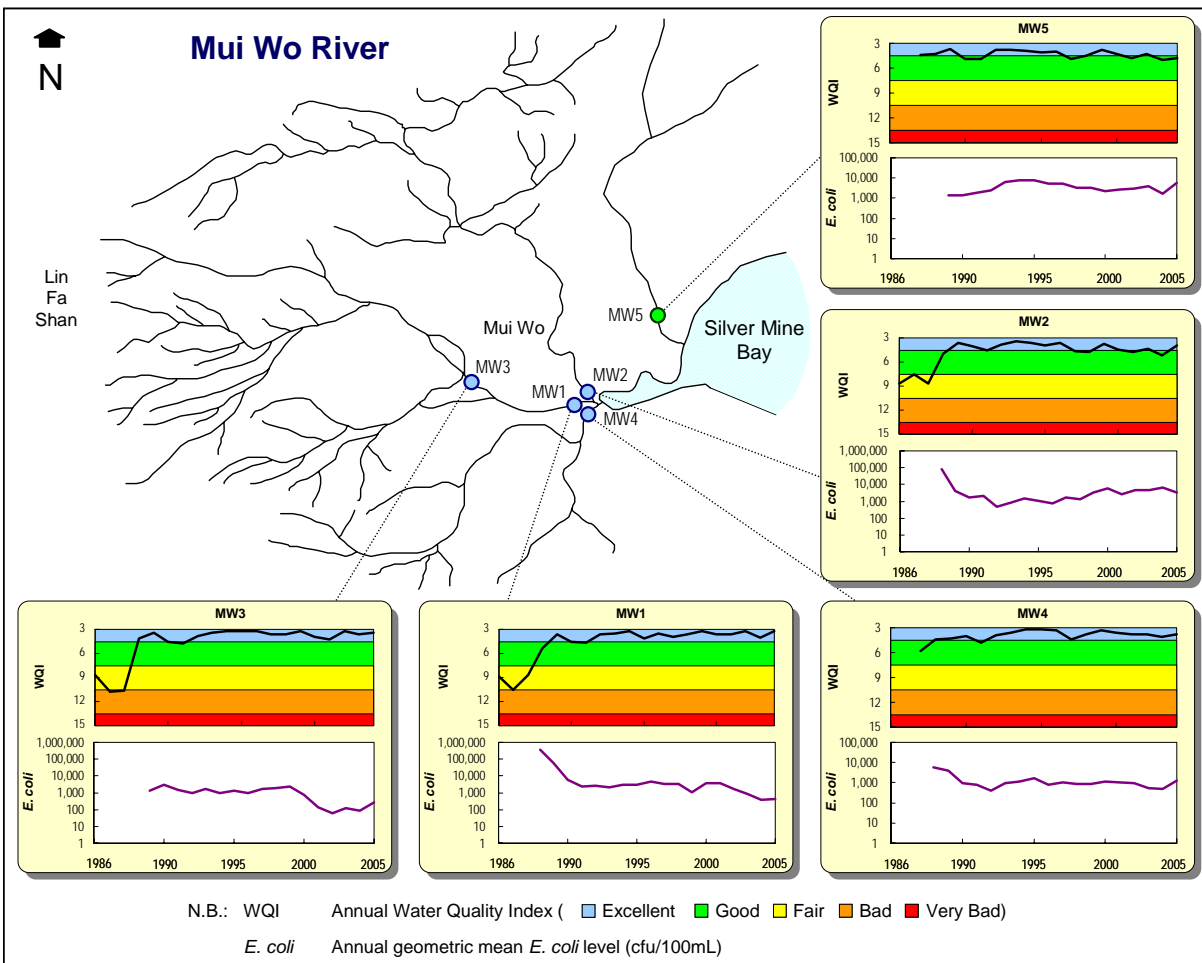 Mui Wo River
N
Lin
Fa
Shan
Mui Wo
Silver Mine
Bay
MW3
MW1
MW2
MW4
MW5
MW5
WQI
3
6
9
12
15
E. coli
100,000
10,000
1,000
100
10
1
1986 1990 1995 2000 2005
MW2
WQI
3
6
9
12
15
E. coli
1,000,000
100,000
10,000
1,000
100
10
1
1986 1990 1995 2000 2005
MW3
WQI
3
6
9
12
15
E. coli
1,000,000
100,000
10,000
1,000
100
10
1
1986 1990 1995 2000 2005
MW1
WQI
3
6
9
12
15
E. coli
1,000,000
100,000
10,000
1,000
100
10
1
1986 1990 1995 2000 2005
MW4
WQI
3
6
9
12
15
E. coli
100,000
10,000
1,000
100
10
1
1986 1990 1995 2000 2005
N.B.: WQI Annual Water Quality Index ( Excellent Good Fair Bad Very Bad)
E. coli Annual geometric mean E. coli level (cfu/100mL)